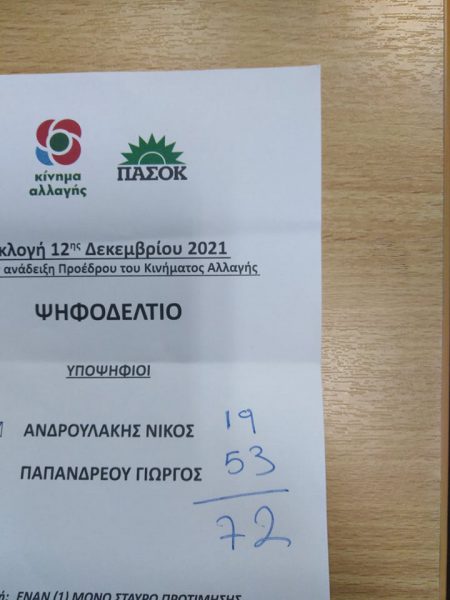 κίνημα
αλλαγής
ΠΑΣΟΚ
κλογή 12ης Δεκεμβρίου 2021
ανάδειξη Προέδρου του Κινήματος Αλλαγής
ΨΗΦΟΔΕΛΤΙΟ
ΥΠΟΨΗΦΙΟΙ
ΑΝΔΡΟΥΛΑΚΗΣ ΝΙΚΟΣ 19
ΠΑΠΑΝΔΡΕΟΥ ΓΙΩΡΓΟΣ 53
72
ή: ΕΝΑΝ (1) ΜΟΝΟ ΣΤΑΥΡΟ ΠΡΟΤΙΜΗΣΗΣ